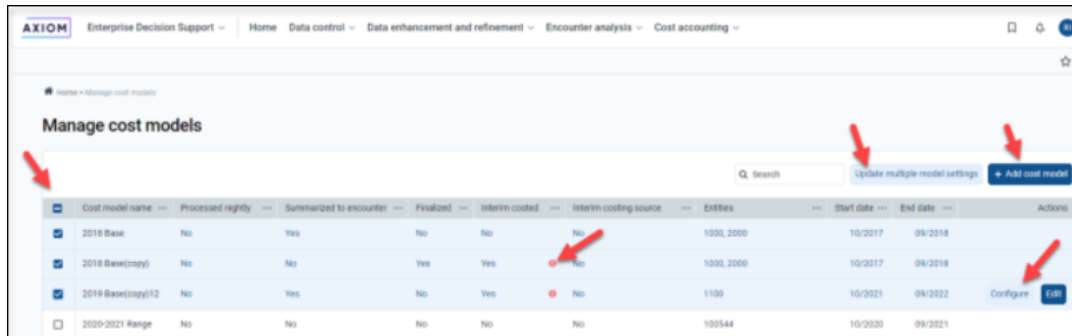 AXIOM Enterprise Decision Support Home Data control Data enhancement and refinement Encounter analysis Cost accounting
Home > Manage cost models
Manage cost models
Search Update multiple model settings + Add cost model
Cost model name Processed nightly Summarized to encounter Finalized Interim costed Interim costing source Entities Start date End date Actions
2018 Base No Yes No No No 1000, 2000 10/2017 09/2018
2018 Base(copy) No No Yes Yes No 1000, 2000 10/2017 09/2018
2019 Base(copy)12 No Yes No Yes No 1100 10/2021 09/2022 Configure Edit
2020-2021 Range No No No No No 100544 10/2020 09/2021